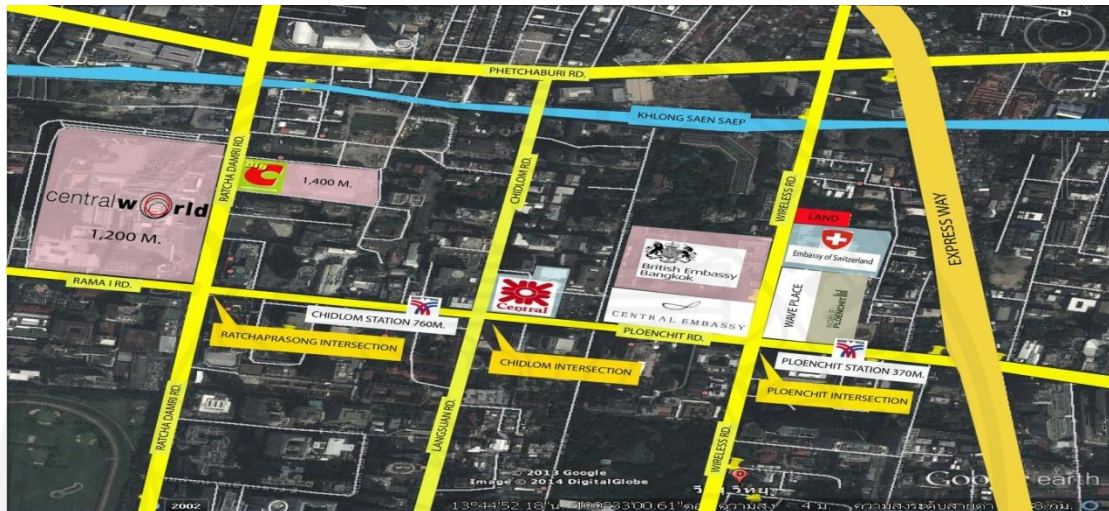 PHETCHABURI RD.
KHLONG SAEN SAEP
RATCHA DAMRI RD.
CHIDLOM RD.
WIRELESS RD.
EXPRESS WAY
BIG
C
1,400 M.
centralworld
1,200 M.
LAND
Embassy of Switzerland
British Embassy
Bangkok
CENTRAL EMBASSY
WAVE PLACE
NOBLE
PLOENCHIT
Central
RAMA I RD.
CHIDLOM STATION 760M.
PLOENCHIT RD.
RATCHAPRASONG INTERSECTION
CHIDLOM INTERSECTION
PLOENCHIT STATION 370M.
PLOENCHIT INTERSECTION
RATCHA DAMRI RD.
LANGSUAN RD.
WIRELESS RD.
© 2013 Google
Image © 2014 DigitalGlobe
Google earth
2002